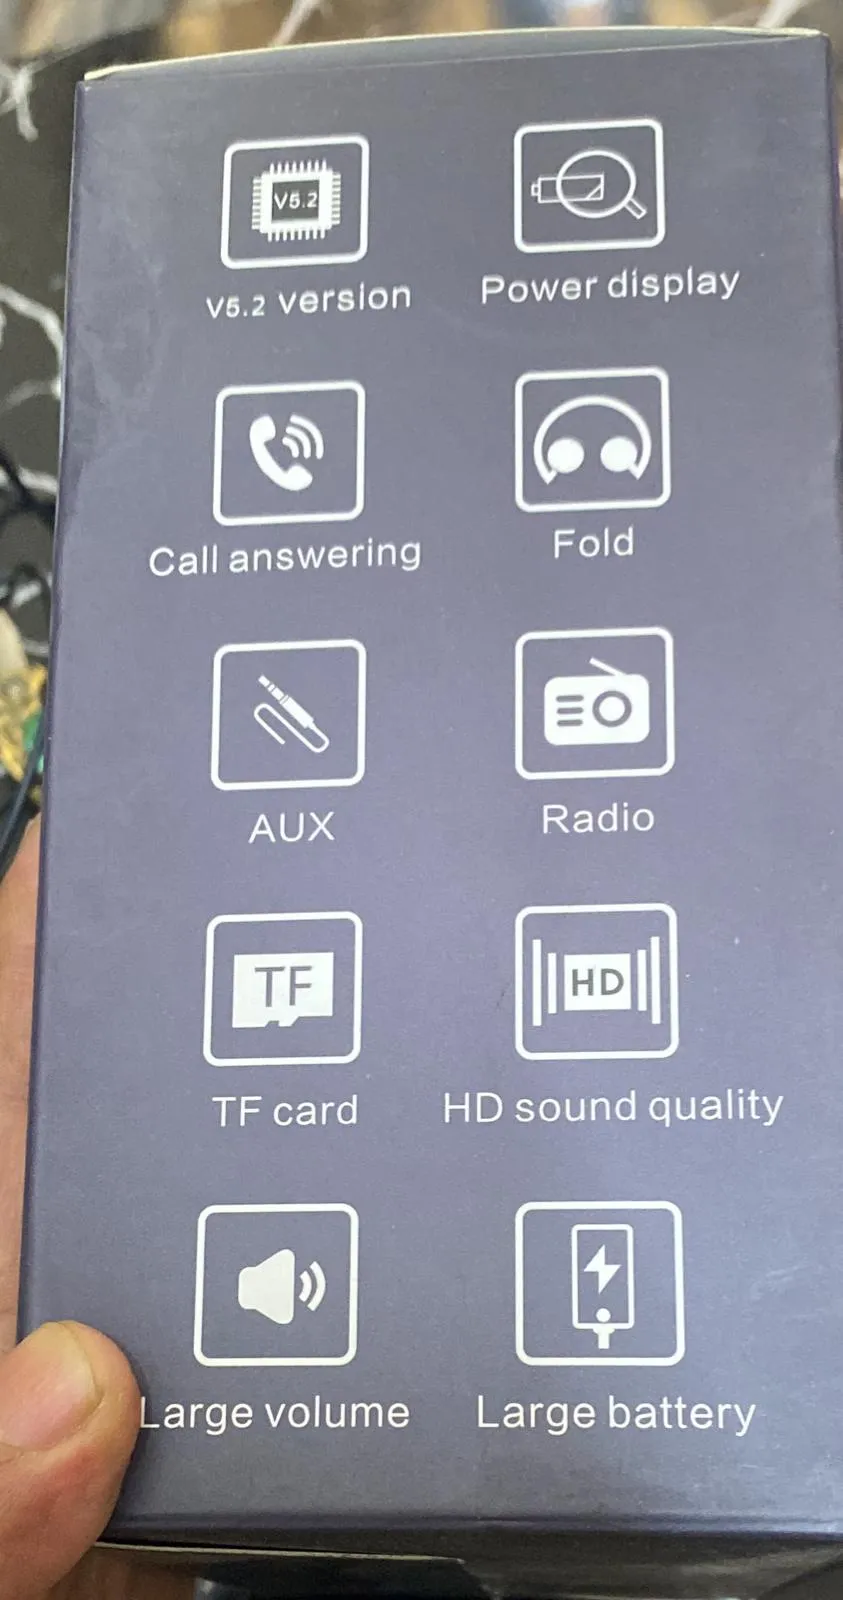 V5.2
V5.2 version
Power display
Call answering
Fold
AUX
Radio
TF
HD
TF card
HD sound quality
Large volume
Large battery